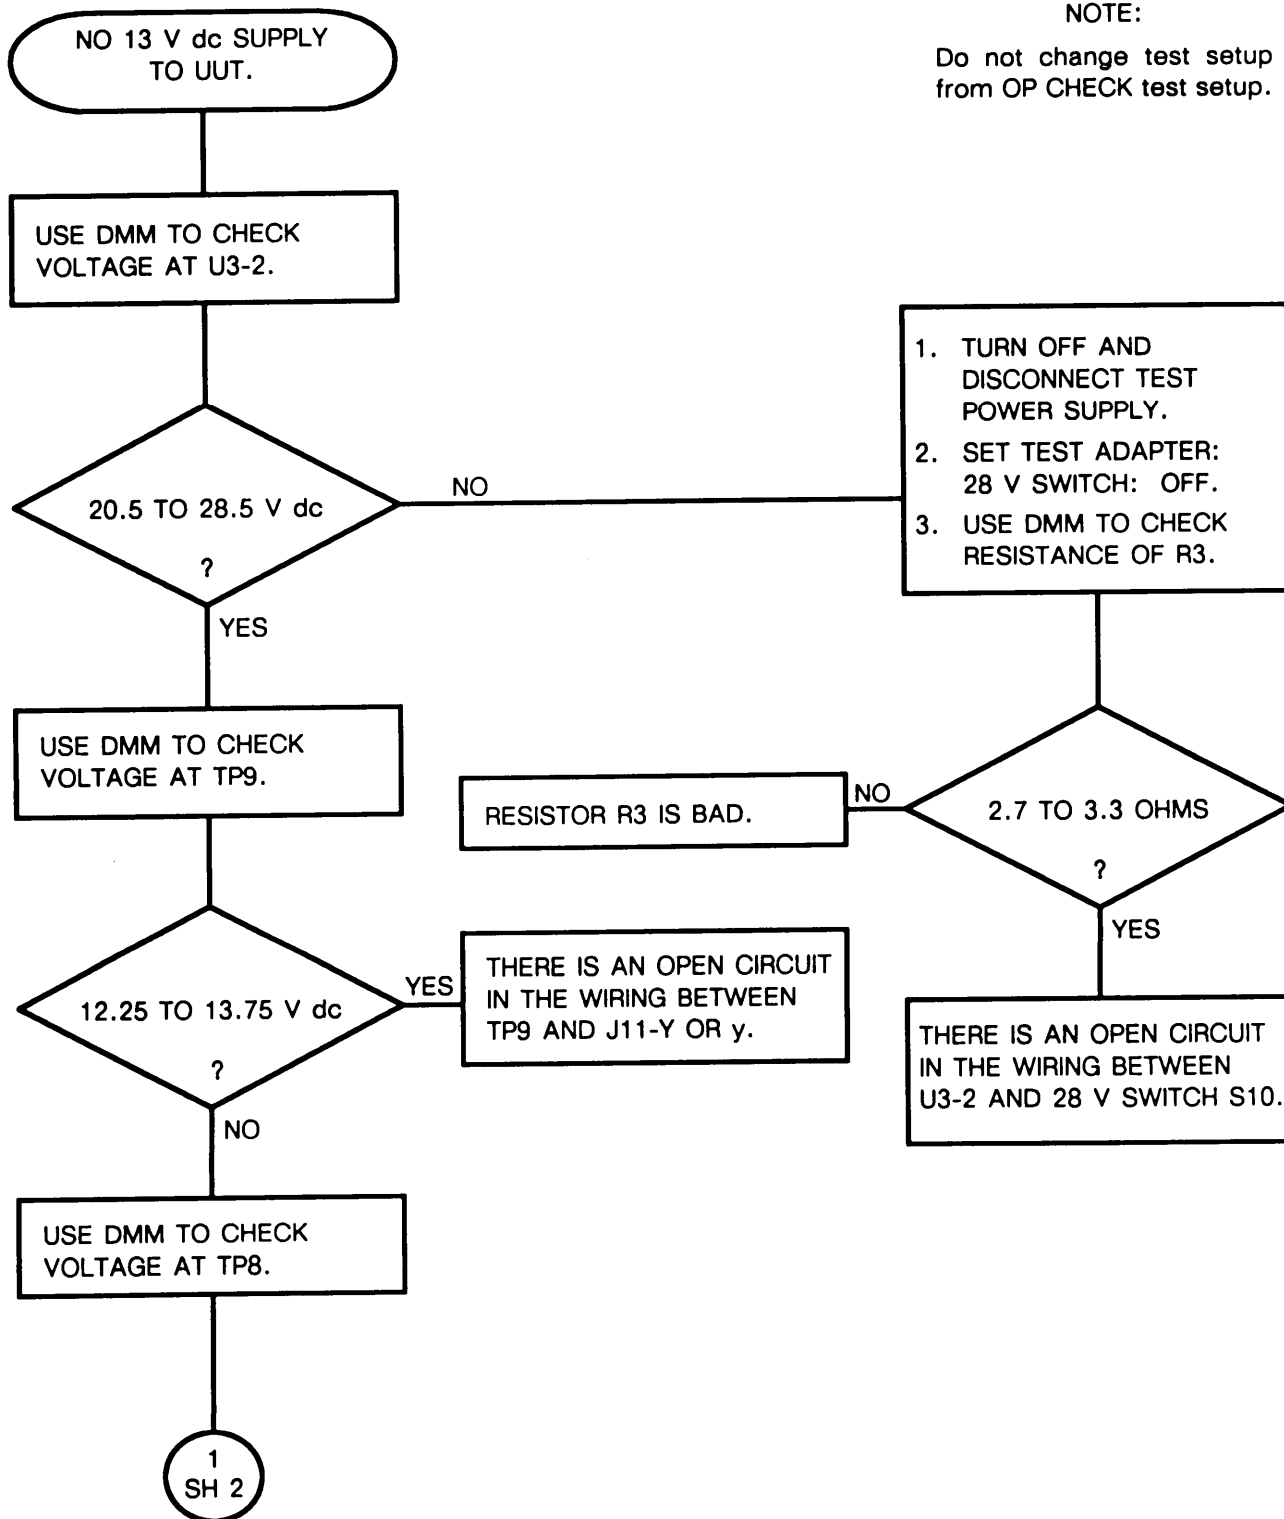 NO 13 V dc SUPPLY
TO UUT.
NOTE:
Do not change test setup
from OP CHECK test setup.
USE DMM TO CHECK
VOLTAGE AT U3-2.
20.5 TO 28.5 V dc
?
NO
YES
1. TURN OFF AND
DISCONNECT TEST
POWER SUPPLY.
2. SET TEST ADAPTER:
28 V SWITCH: OFF.
3. USE DMM TO CHECK
RESISTANCE OF R3.
USE DMM TO CHECK
VOLTAGE AT TP9.
2.7 TO 3.3 OHMS
?
NO
RESISTOR R3 IS BAD.
YES
THERE IS AN OPEN CIRCUIT
IN THE WIRING BETWEEN
U3-2 AND 28 V SWITCH S10.
12.25 TO 13.75 V dc
?
YES
THERE IS AN OPEN CIRCUIT
IN THE WIRING BETWEEN
TP9 AND J11-Y OR y.
NO
USE DMM TO CHECK
VOLTAGE AT TP8.
1
SH 2